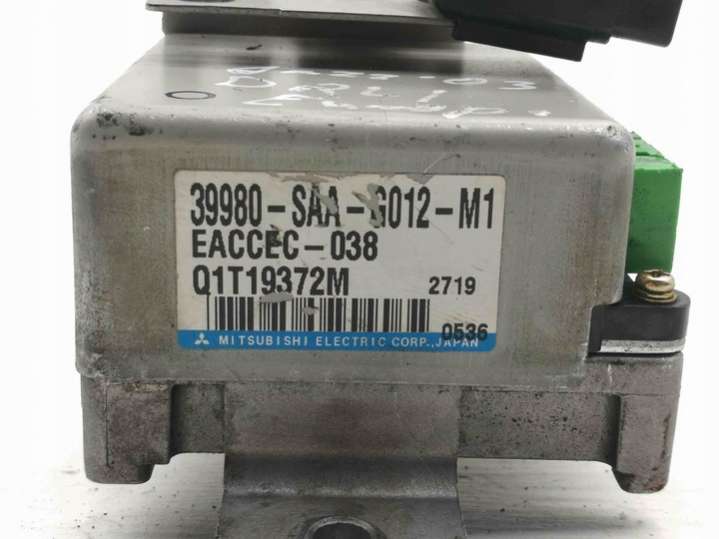 39980-SAA-G012-M1
EACCEC-038
Q1T19372M 2719
0536
MITSUBISHI ELECTRIC CORP.,JAPAN